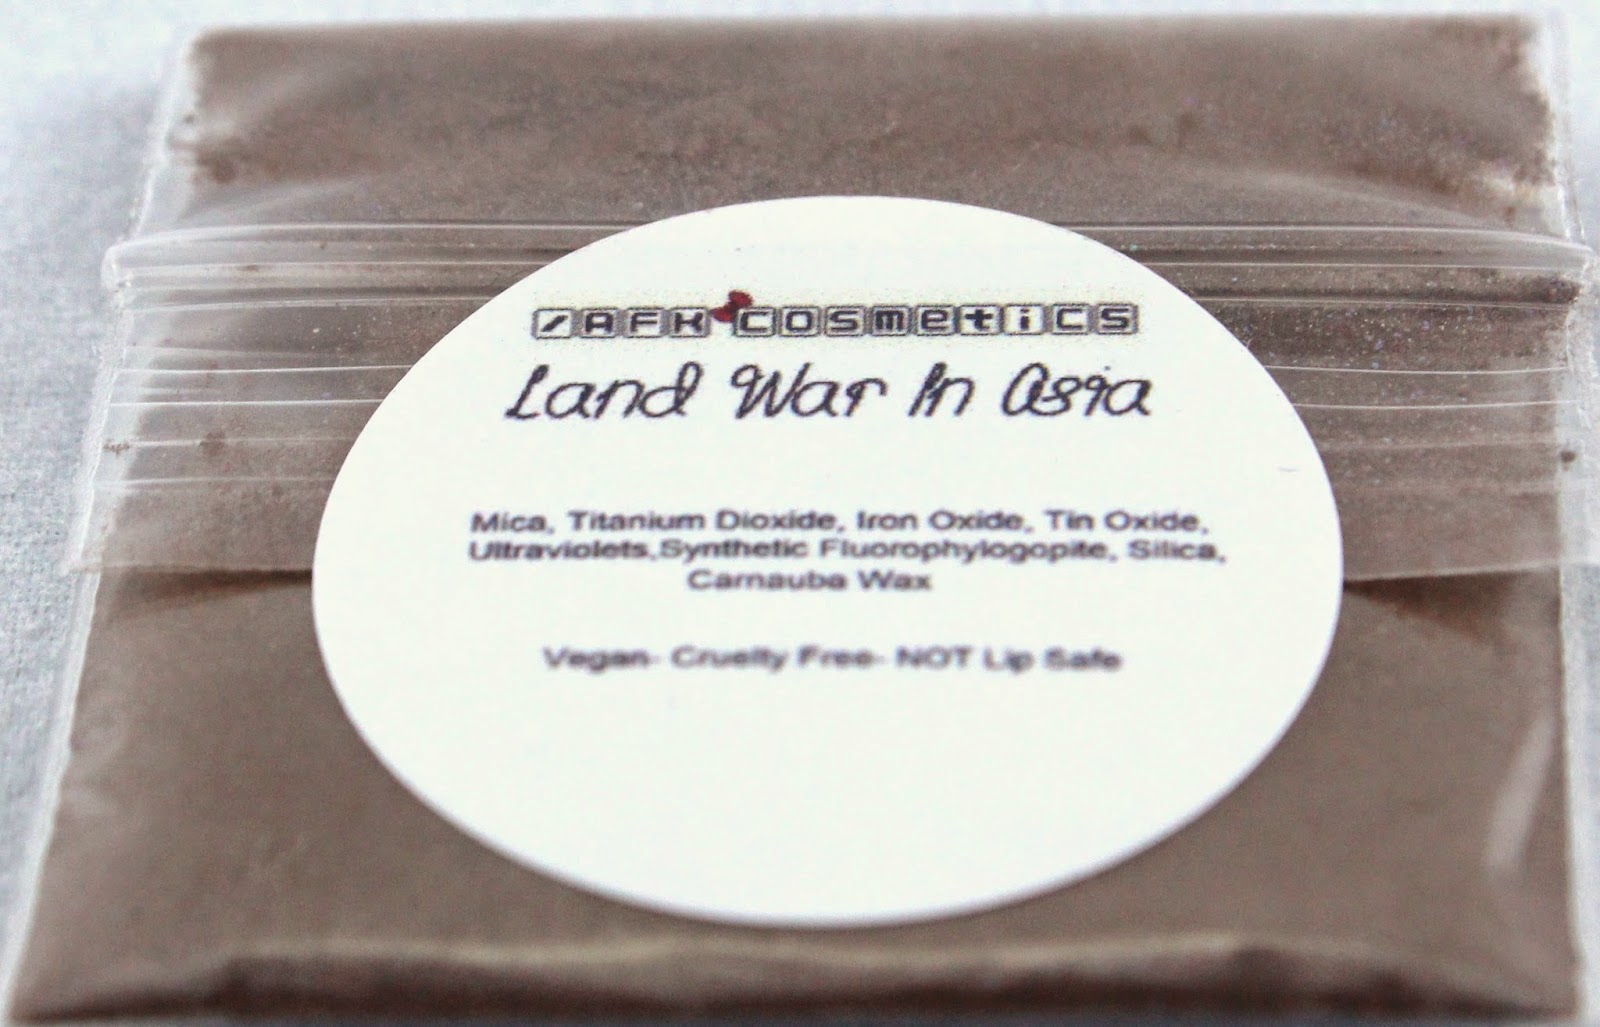 /AFK COSMETICS
Land War In Asia
Mica, Titanium Dioxide, Iron Oxide, Tin Oxide,
Ultraviolets,Synthetic Fluorophylogopite, Silica,
Carnauba Wax
Vegan- Cruelty Free- NOT Lip Safe